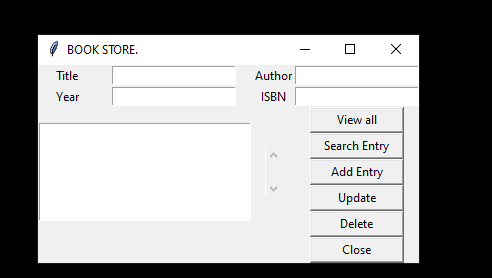 BOOK STORE.
Title Author
Year ISBN
View all
Search Entry
Add Entry
Update
Delete
Close